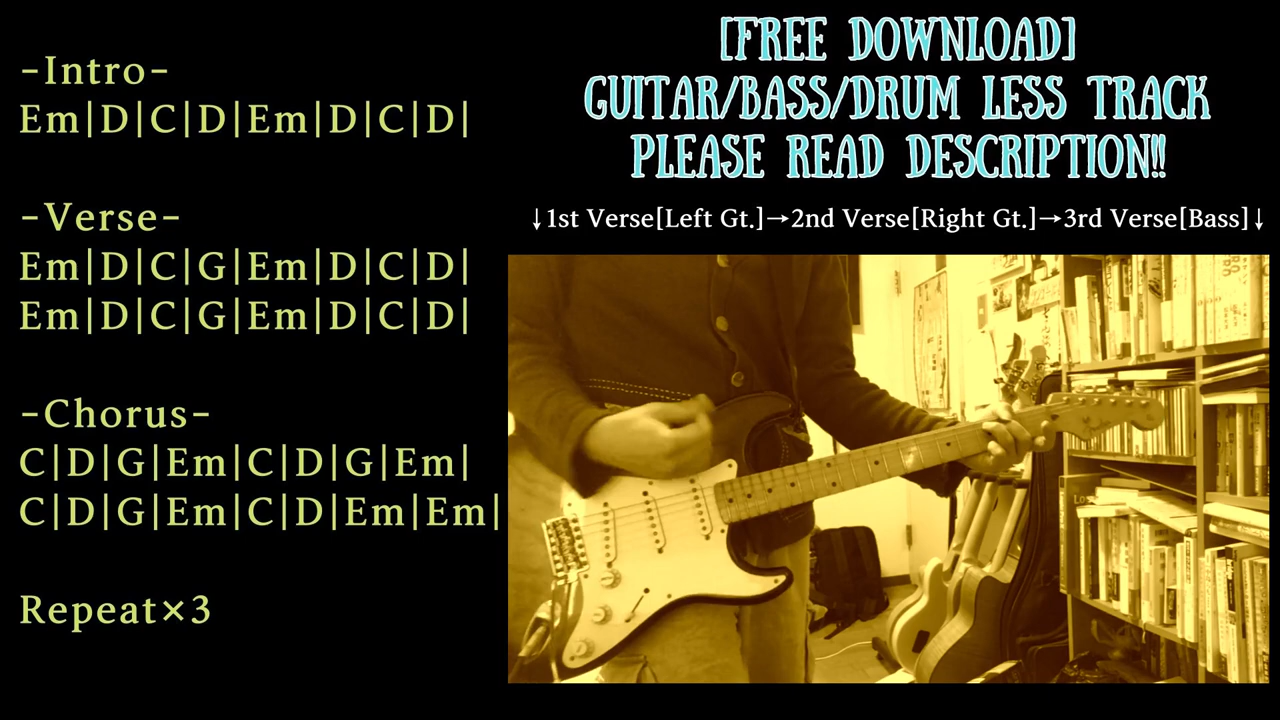 -Intro-
Em|D|C|D|Em|D|C|D|
-Verse-
Em|D|C|G|Em|D|C|D|
Em|D|C|G|Em|D|C|D|
-Chorus-
C|D|G|Em|C|D|G|Em|
C|D|G|Em|C|D|Em|Em|
Repeat×3
[FREE DOWNLOAD]
GUITAR/BASS/DRUM LESS TRACK
PLEASE READ DESCRIPTION!!
↓1st Verse[Left Gt.]→2nd Verse[Right Gt.]→3rd Verse[Bass]↓